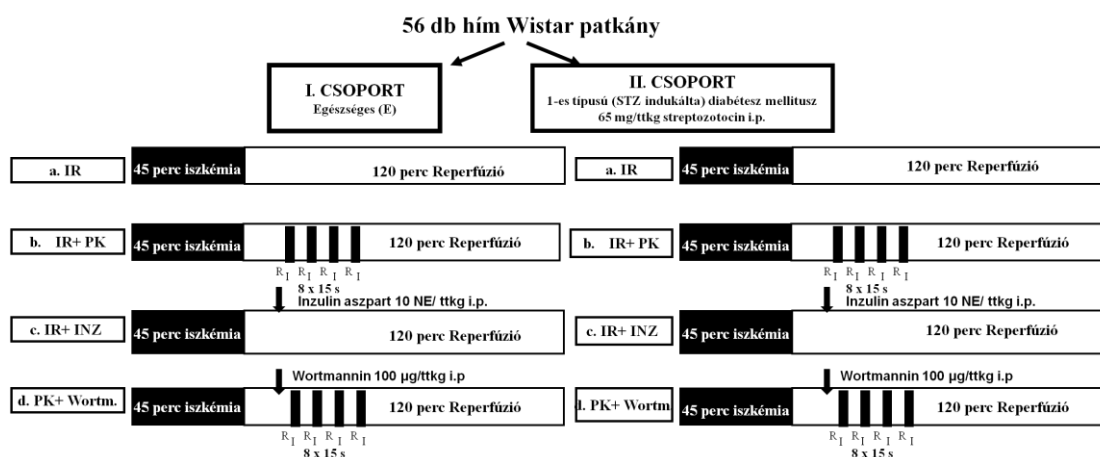 56 db hím Wistar patkány
I. CSOPORT
Egészséges (E)
II. CSOPORT
1-es típusú (STZ indukálta) diabétesz mellitusz
65 mg/ttkg streptozotocin i.p.
a. IR
45 perc iszkémia
120 perc Reperfúzió
a. IR
45 perc iszkémia
120 perc Reperfúzió
b. IR+ PK
45 perc iszkémia
120 perc Reperfúzió
R I R I R I R I
8 x 15 s
b. IR+ PK
45 perc iszkémia
120 perc Reperfúzió
R I R I R I R I
8 x 15 s
Inzulin aszpart 10 NE/ ttkg i.p.
c. IR+ INZ
45 perc iszkémia
120 perc Reperfúzió
Inzulin aszpart 10 NE/ ttkg i.p.
c. IR+ INZ
45 perc iszkémia
120 perc Reperfúzió
Wortmannin 100 µg/ttkg i.p
d. PK+ Wortm.
45 perc iszkémia
120 perc Reperfúzió
R I R I R I R I
8 x 15 s
Wortmannin 100 µg/ttkg i.p
d. PK+ Wortm.
45 perc iszkémia
120 perc Reperfúzió
R I R I R I R I
8 x 15 s